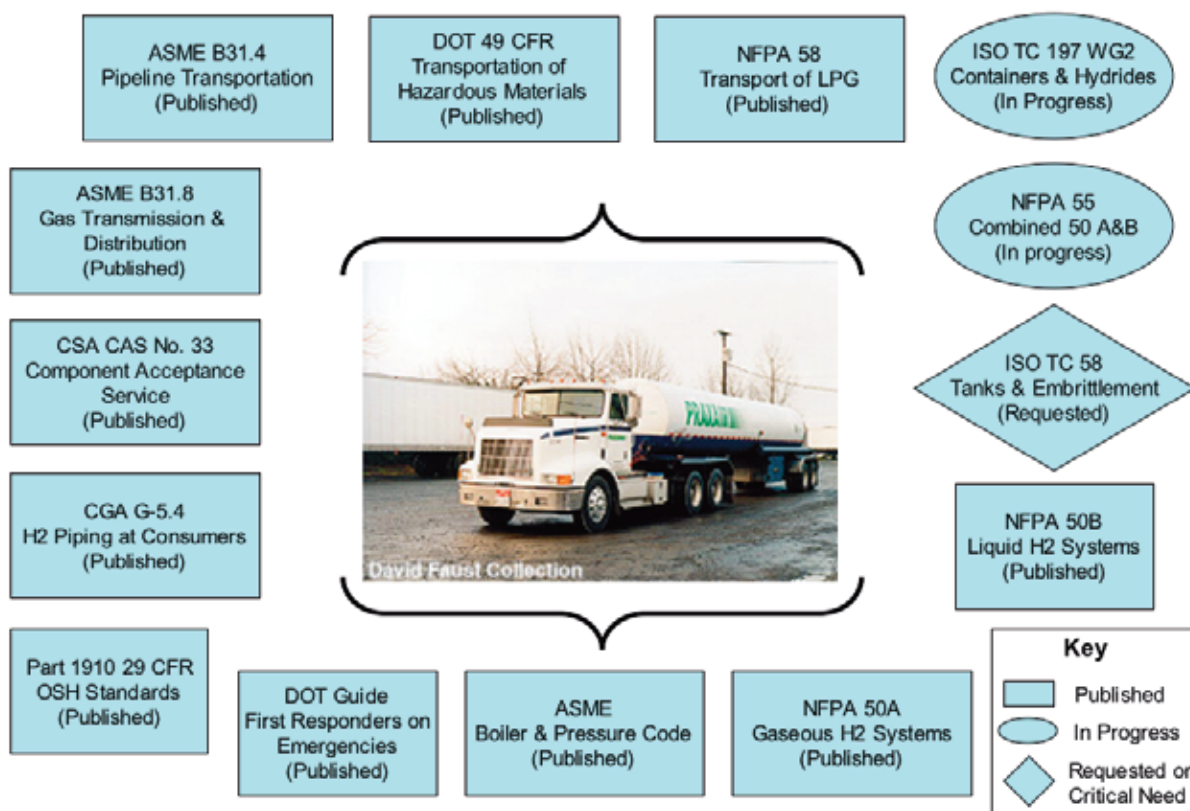 ASME B31.4
Pipeline Transportation
(Published)
DOT 49 CFR
Transportation of
Hazardous Materials
(Published)
NFPA 58
Transport of LPG
(Published)
ISO TC 197 WG2
Containers & Hydrides
(In Progress)
ASME B31.8
Gas Transmission &
Distribution
(Published)
NFPA 55
Combined 50 A&B
(In progress)
CSA CAS No. 33
Component Acceptance
Service
(Published)
PRAXAIR
ISO TC 58
Tanks & Embrittlement
(Requested)
CGA G-5.4
H2 Piping at Consumers
(Published)
David Faust Collection
NFPA 50B
Liquid H2 Systems
(Published)
Part 1910 29 CFR
OSH Standards
(Published)
DOT Guide
First Responders on
Emergencies
(Published)
ASME
Boiler & Pressure Code
(Published)
NFPA 50A
Gaseous H2 Systems
(Published)
Key
Published
In Progress
Requested or
Critical Need